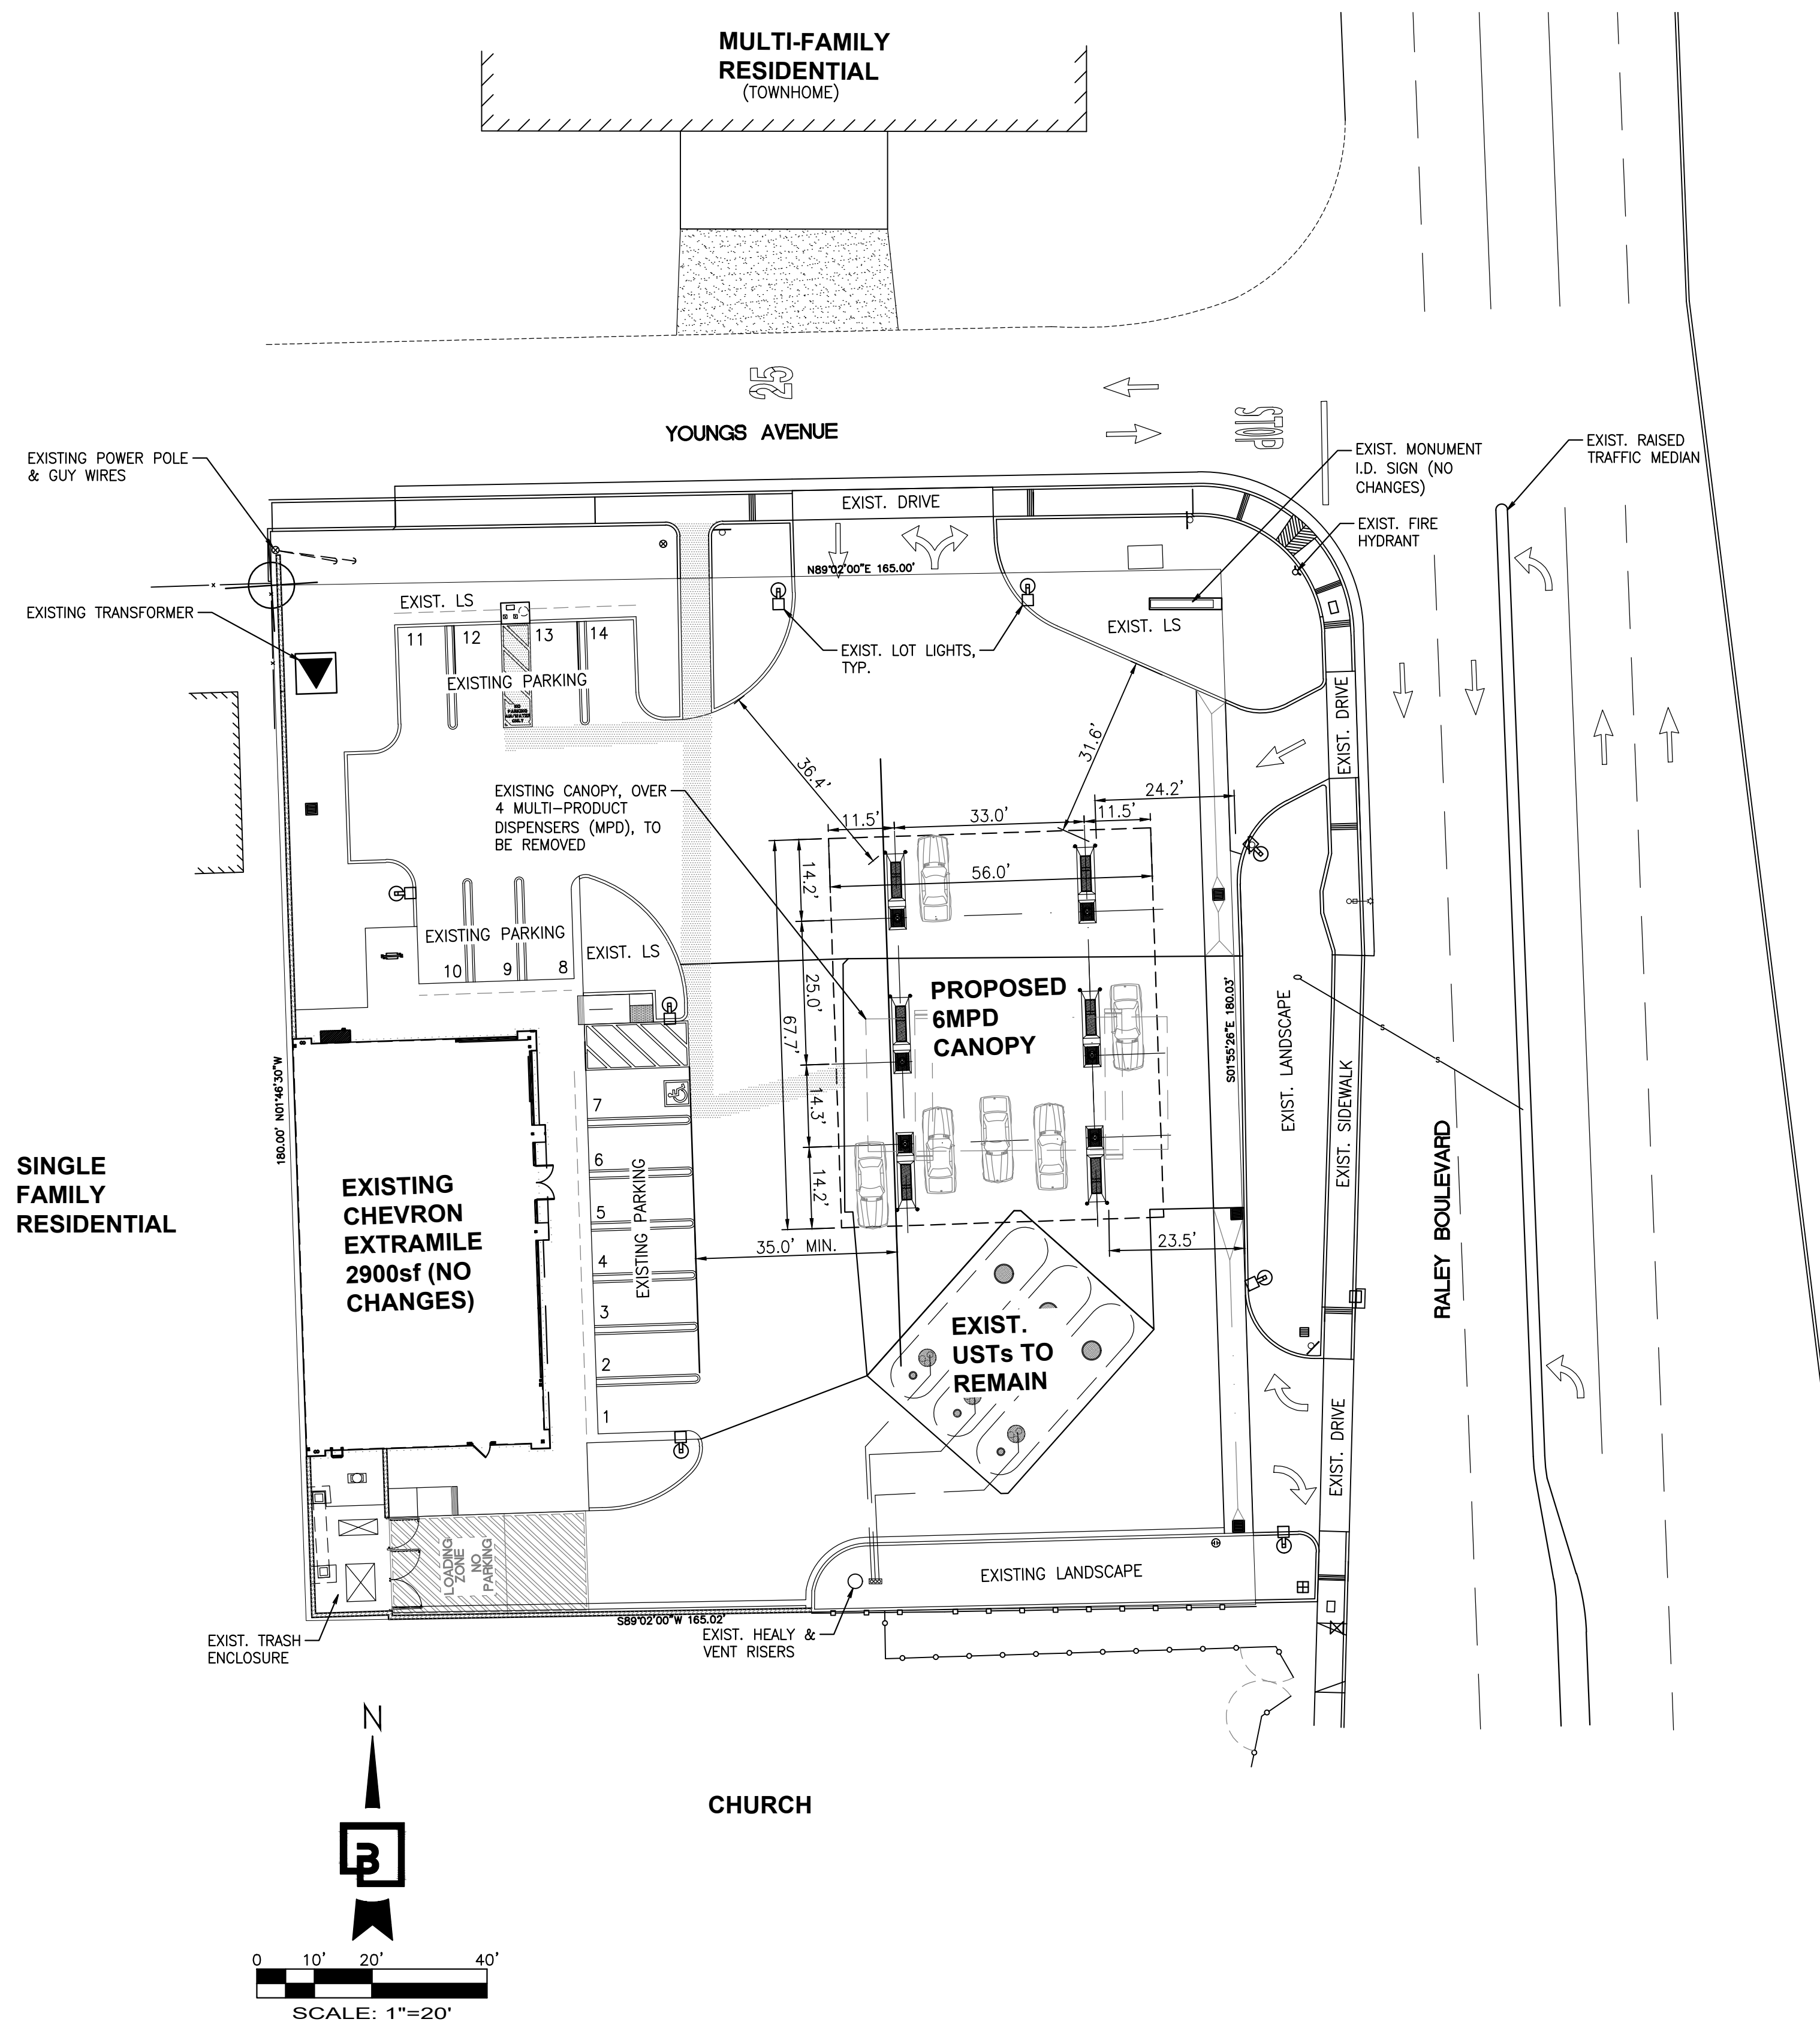 MULTI-FAMILY
RESIDENTIAL
(TOWNHOME)
25
YOUNGS AVENUE
STOP
EXISTING POWER POLE
& GUY WIRES
EXIST. MONUMENT
I.D. SIGN (NO
CHANGES)
EXIST. RAISED
TRAFFIC MEDIAN
EXIST. DRIVE
EXIST. FIRE
HYDRANT
N89°02'00"E 165.00'
EXISTING TRANSFORMER
EXIST. LS
11
12
13
14
EXIST. LS
EXIST. LOT LIGHTS,
TYP.
EXISTING PARKING
NO
PARKING
AIR/WATER
ONLY
EXIST. DRIVE
36.4'
31.6'
EXISTING CANOPY, OVER
4 MULTI-PRODUCT
DISPENSERS (MPD), TO
BE REMOVED
24.2'
11.5'
33.0'
11.5'
14.2'
56.0'
EXISTING PARKING
EXIST. LS
10
9
8
25.0'
67.7'
PROPOSED
6MPD
CANOPY
S01°55'26"E 180.03'
EXIST. LANDSCAPE
EXIST. SIDEWALK
180.00' N01°46'30"W
14.3'
7
6
5
4
3
2
1
EXISTING PARKING
14.2'
SINGLE
FAMILY
RESIDENTIAL
EXISTING
CHEVRON
EXTRAMILE
2900sf (NO
CHANGES)
RALEY BOULEVARD
35.0' MIN.
23.5'
EXIST.
USTs TO
REMAIN
EXIST. DRIVE
LOADING
ZONE
NO
PARKING
EXISTING LANDSCAPE
S89°02'00"W 165.02'
EXIST. TRASH
ENCLOSURE
EXIST. HEALY &
VENT RISERS
S
S
x
x
x
N
B
CHURCH
0 10' 20' 40'
SCALE: 1"=20'